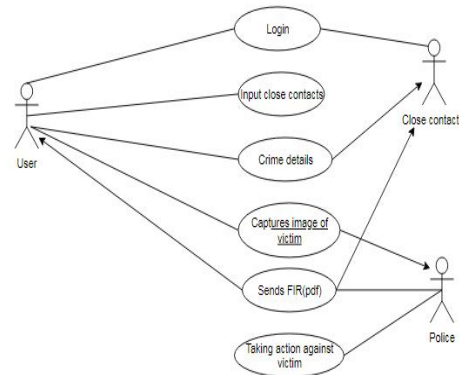 Login
Input close contacts
Close contact
User
Crime details
Captures image of
victim
Sends FIR(pdf)
Police
Taking action against
victim